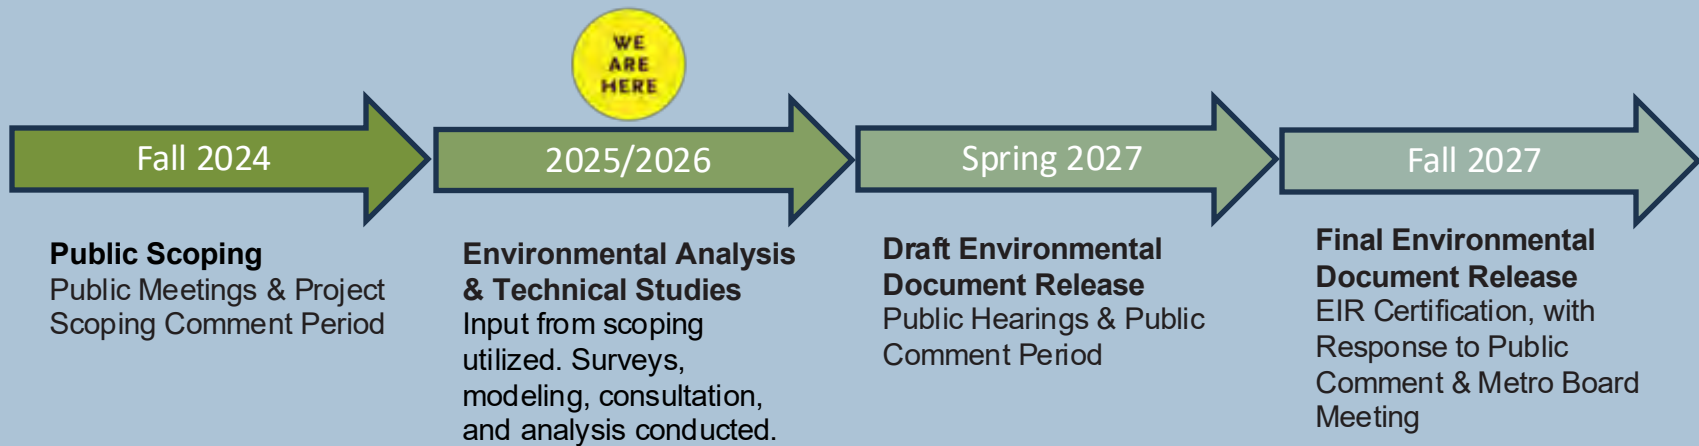 WE
ARE
HERE
Fall 2024
2025/2026
Spring 2027
Fall 2027
Public Scoping
Public Meetings & Project
Scoping Comment Period
Environmental Analysis
& Technical Studies
Input from scoping
utilized. Surveys,
modeling, consultation,
and analysis conducted.
Draft Environmental
Document Release
Public Hearings & Public
Comment Period
Final Environmental
Document Release
EIR Certification, with
Response to Public
Comment & Metro Board
Meeting